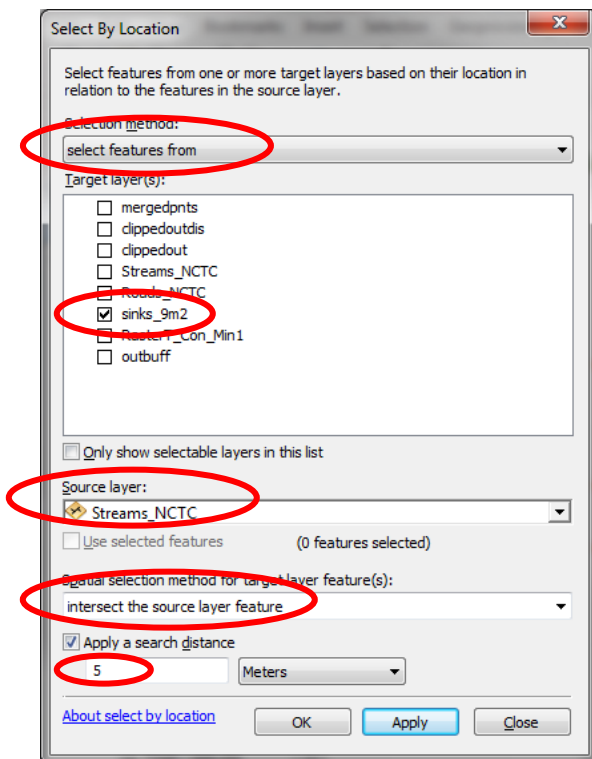 Select By Location
Select features from one or more target layers based on their location in
relation to the features in the source layer.
Selection method:
select features from
Target layer(s):
mergedpnts
clippedoutdis
clippedout
Streams_NCTC
Roads_NCTC
sinks_9m2
RasterT_Con_Min1
outbuff
Only show selectable layers in this list
Source layer:
Streams_NCTC
Use selected features (0 features selected)
Spatial selection method for target layer feature(s):
intersect the source layer feature
Apply a search distance
5 Meters
About select by location OK Apply Close